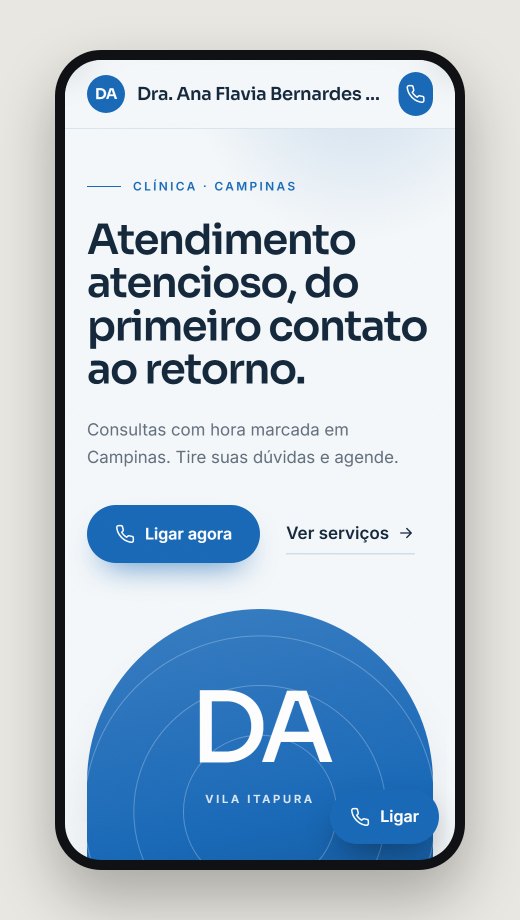 DA
Dra. Ana Flavia Bernardes ...
CLÍNICA · CAMPINAS
Atendimento
atencioso, do
primeiro contato
ao retorno.
Consultas com hora marcada em
Campinas. Tire suas dúvidas e agende.
Ligar agora
Ver serviços →
DA
VILA ITAPURA
Ligar